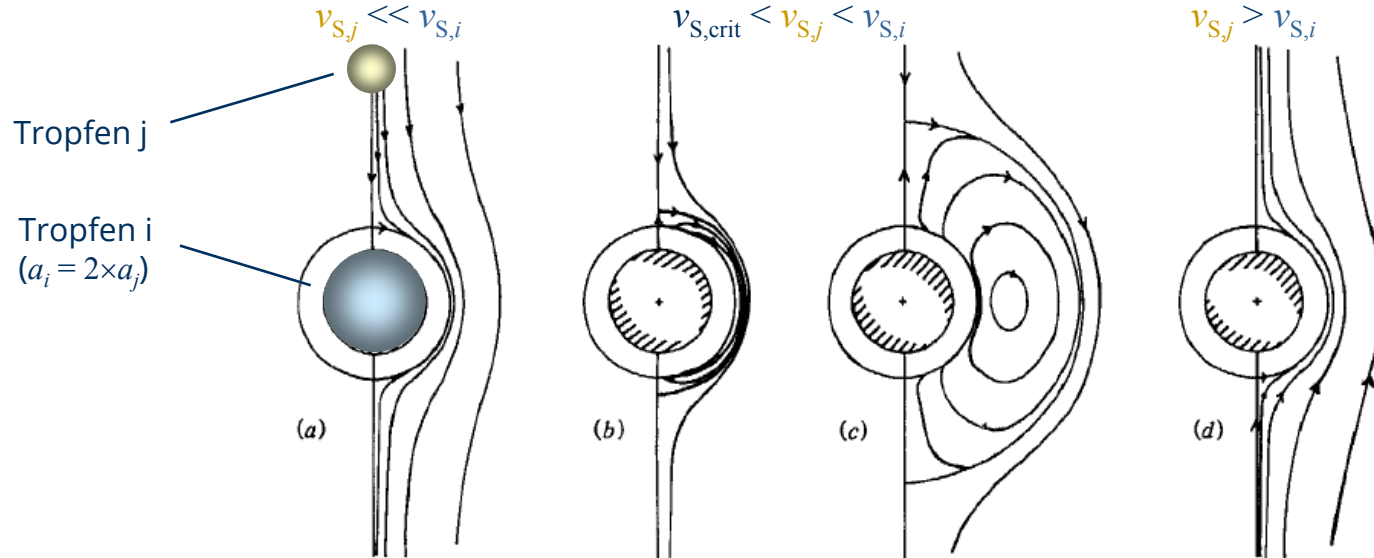 v_S,j << v_S,i
v_S,crit < v_S,j < v_S,i
v_S,j > v_S,i
Tropfen j
Tropfen i
(a_i = 2×a_j)
(a)
(b)
(c)
(d)